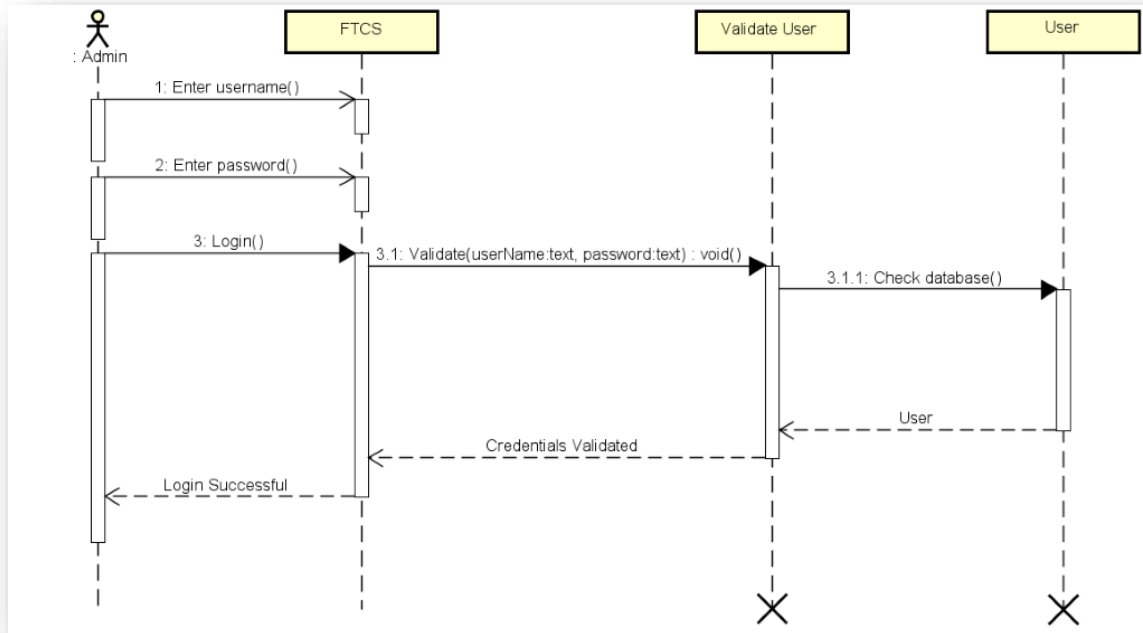 FTCS
Validate User
User
: Admin
1: Enter username()
2: Enter password()
3: Login()
3.1: Validate(userName:text, password:text) : void()
3.1.1: Check database()
User
Credentials Validated
Login Successful